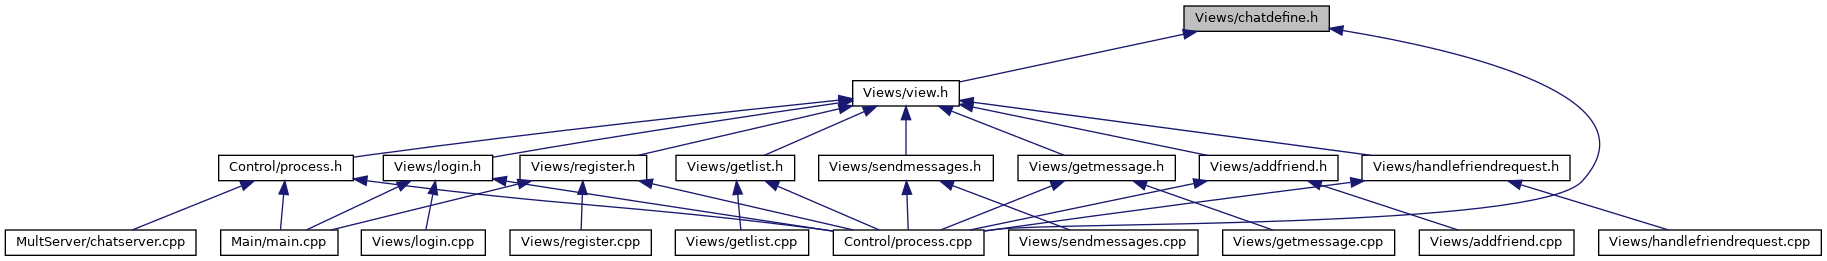 Views/chatdefine.h
Views/view.h
Control/process.h
Views/login.h
Views/register.h
Views/getlist.h
Views/sendmessages.h
Views/getmessage.h
Views/addfriend.h
Views/handlefriendrequest.h
MultServer/chatserver.cpp
Main/main.cpp
Views/login.cpp
Views/register.cpp
Views/getlist.cpp
Control/process.cpp
Views/sendmessages.cpp
Views/getmessage.cpp
Views/addfriend.cpp
Views/handlefriendrequest.cpp